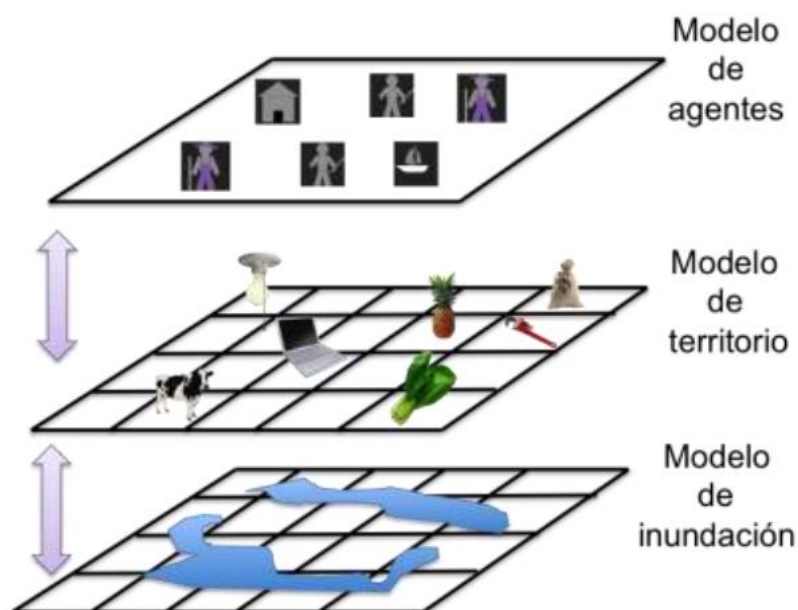 Modelo
de
agentes
Modelo
de
territorio
Modelo
de
inundación